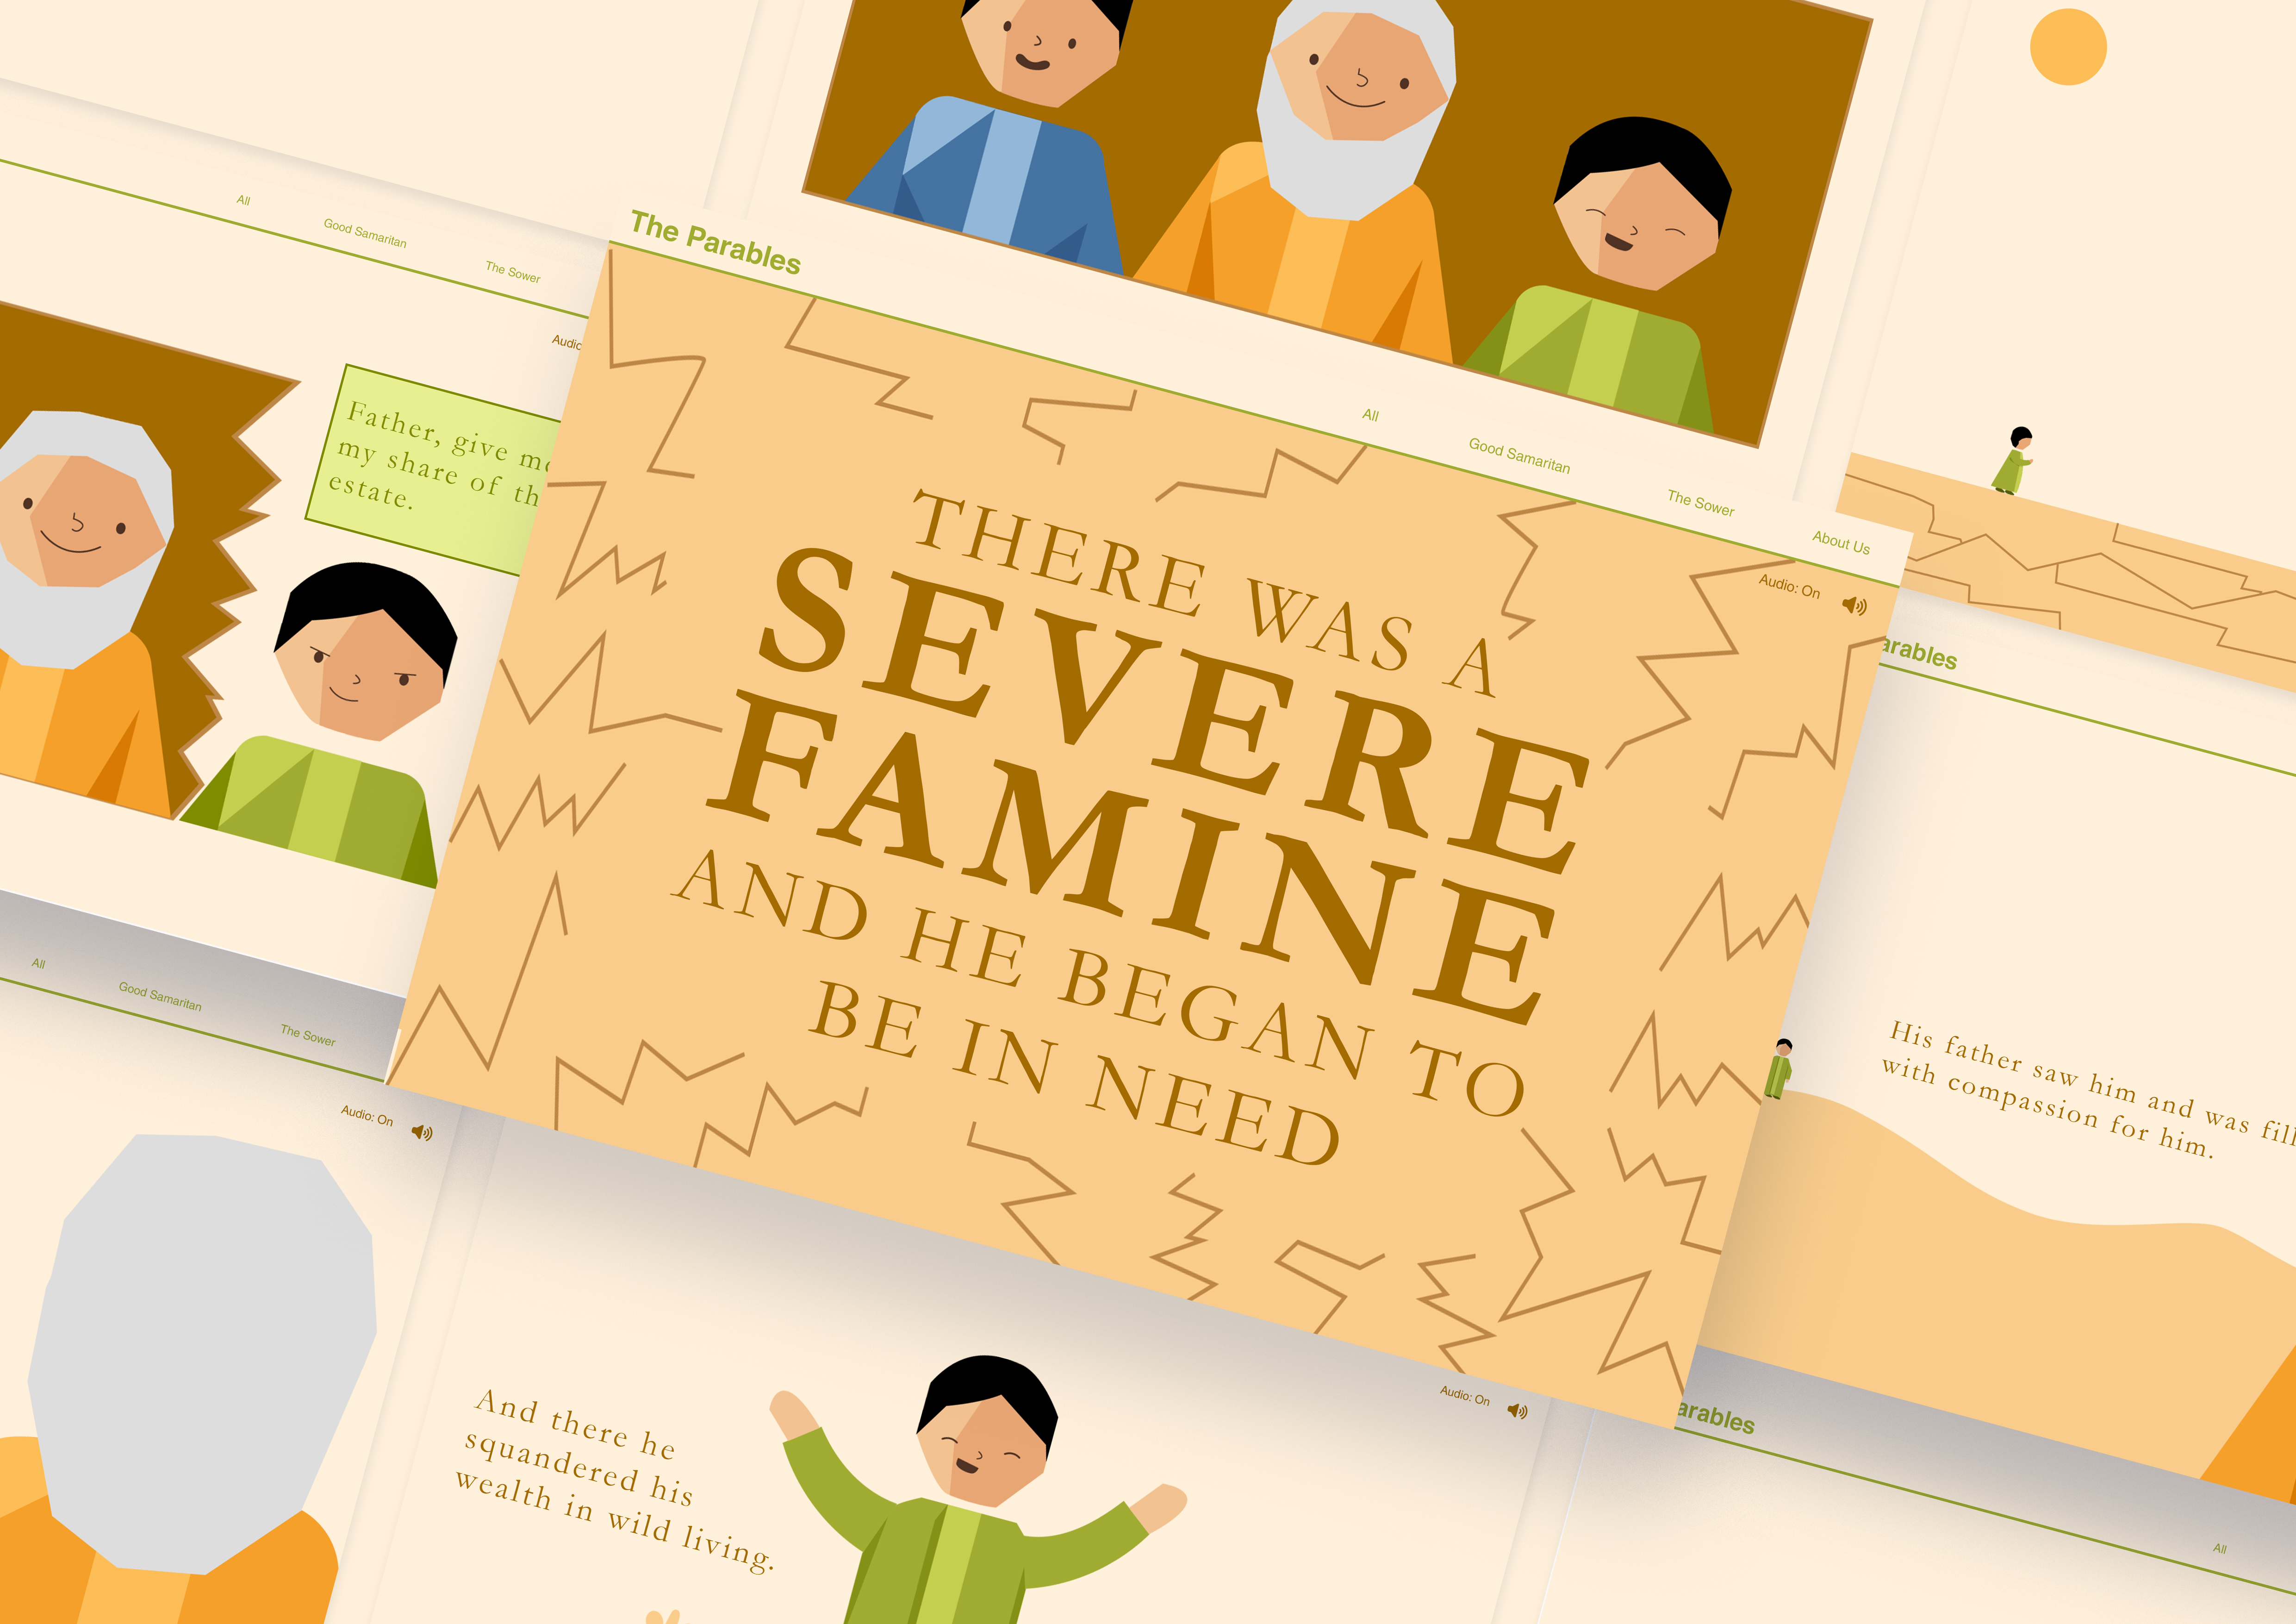 All
Good Samaritan
The Sower
Audio
Father, give me
my share of th
estate.
The Parables
All
Good Samaritan
The Sower
About Us
Audio: On
THERE WAS A
SEVERE
FAMINE
AND HE BEGAN TO
BE IN NEED
arables
His father saw him and was fill
with compassion for him.
All
Good Samaritan
The Sower
Audio: On
And there he
squandered his
wealth in wild living.
Audio: On
arables
All